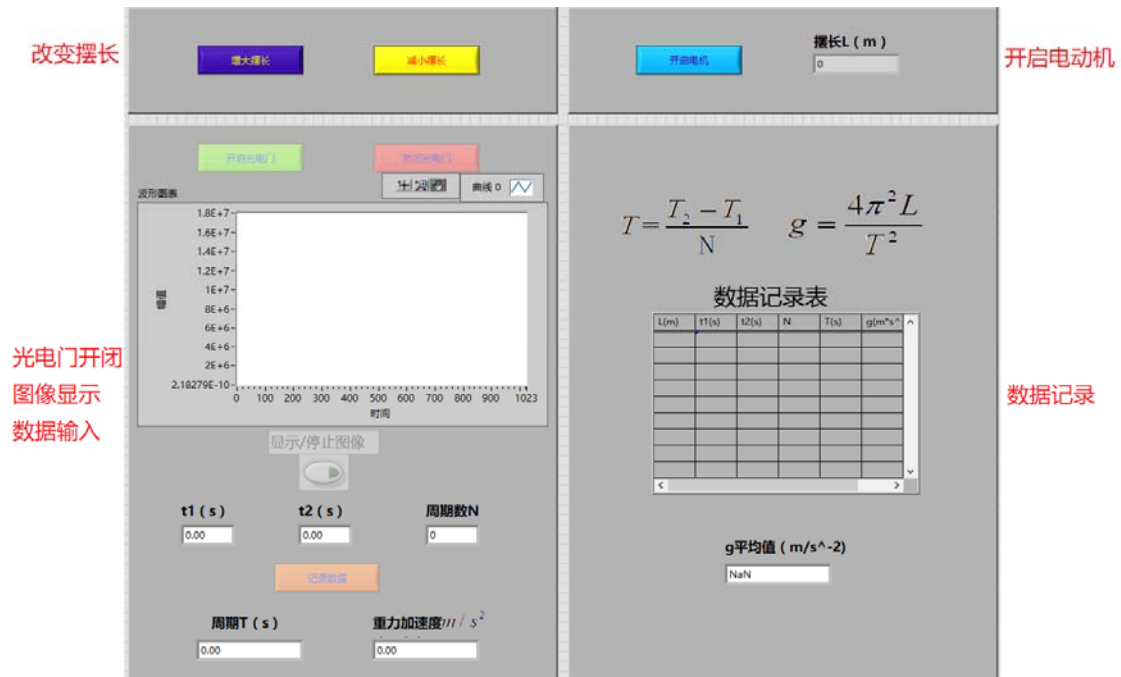 改变摆长
增大摆长
减小摆长
开启电机
摆长L ( m )
0
开启电动机
开启光电门
关闭光电门
波形图表
曲线 0
幅值
1.8E+7
1.6E+7
1.4E+7
1.2E+7
1E+7
8E+6
6E+6
4E+6
2E+6
2.18279E-10
0 100 200 300 400 500 600 700 800 900 1023
时间
光电门开闭
图像显示
数据输入
显示/停止图像
t1 ( s ) t2 ( s ) 周期数N
0.00 0.00 0
记录数据
周期T ( s ) 重力加速度m / s²
0.00 0.00
T = (T₂ − T₁) / N g = 4π²L / T²
数据记录表
L(m) t1(s) t2(s) N T(s) g(m*s^
数据记录
g平均值 ( m/s^-2)
NaN